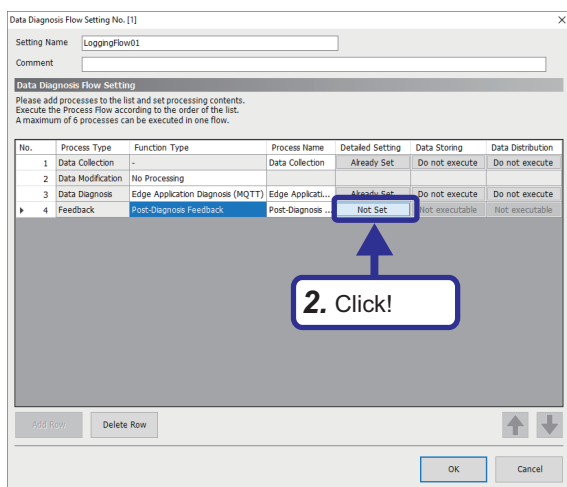 Data Diagnosis Flow Setting No. [1]
Setting Name LoggingFlow01
Comment
Data Diagnosis Flow Setting
Please add processes to the list and set processing contents.
Execute the Process Flow according to the order of the list.
A maximum of 6 processes can be executed in one flow.
No. Process Type Function Type Process Name Detailed Setting Data Storing Data Distribution
1 Data Collection - Data Collection Already Set Do not execute Do not execute
2 Data Modification No Processing
3 Data Diagnosis Edge Application Diagnosis (MQTT) Edge Applicati... Already Set Do not execute Do not execute
4 Feedback Post-Diagnosis Feedback Post-Diagnosis ... Not Set Not executable Not executable
2. Click!
Add Row Delete Row
OK Cancel